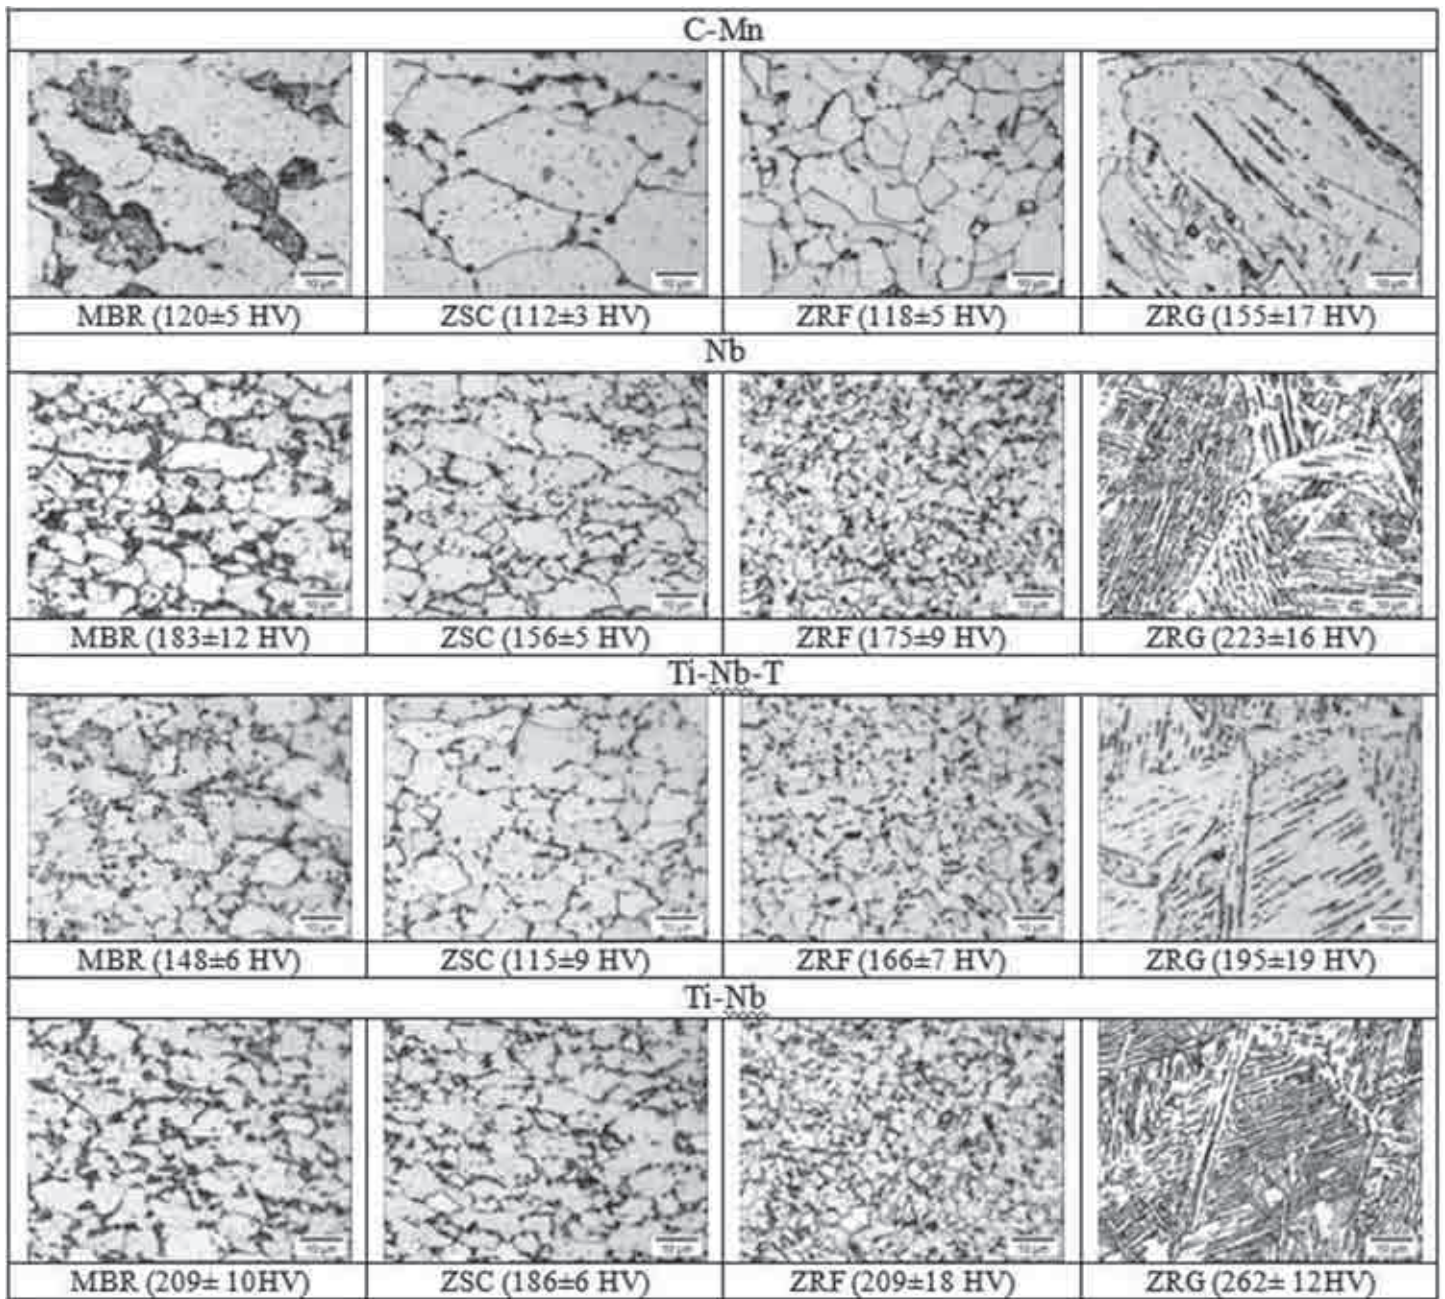 C-Mn
MBR (120±5 HV) ZSC (112±3 HV) ZRF (118±5 HV) ZRG (155±17 HV)
Nb
MBR (183±12 HV) ZSC (156±5 HV) ZRF (175±9 HV) ZRG (223±16 HV)
Ti-Nb-T
MBR (148±6 HV) ZSC (115±9 HV) ZRF (166±7 HV) ZRG (195±19 HV)
Ti-Nb
MBR (209± 10HV) ZSC (186±6 HV) ZRF (209±18 HV) ZRG (262± 12HV)